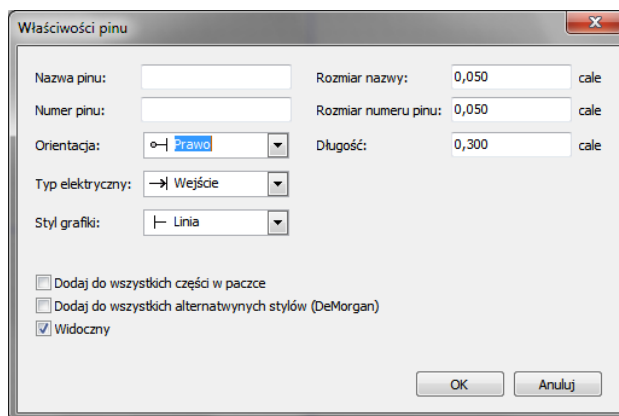 Właściwości pinu
Nazwa pinu:
Rozmiar nazwy: 0,050 cale
Numer pinu:
Rozmiar numeru pinu: 0,050 cale
Orientacja: Prawo
Długość: 0,300 cale
Typ elektryczny: Wejście
Styl grafiki: Linia
Dodaj do wszystkich części w paczce
Dodaj do wszystkich alternatwynych stylów (DeMorgan)
Widoczny
OK Anuluj